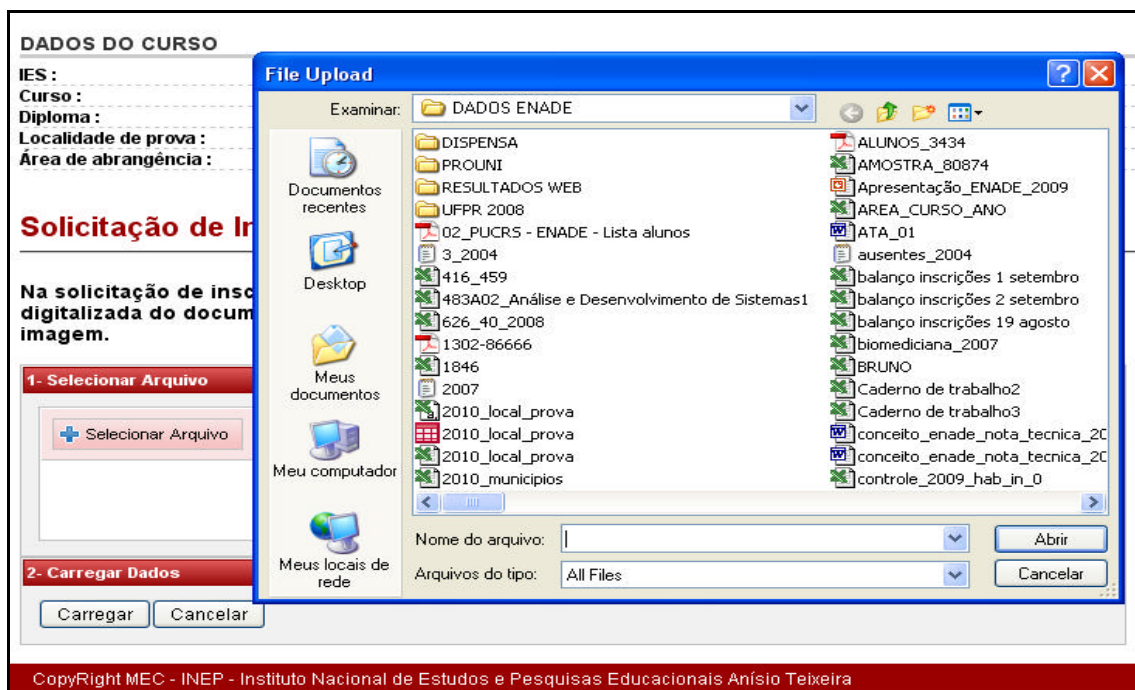 DADOS DO CURSO
IES :
Curso :
Diploma :
Localidade de prova :
Área de abrangência :
Solicitação de In
Na solicitação de insc
digitalizada do docum
imagem.
1- Selecionar Arquivo
Selecionar Arquivo
2- Carregar Dados
Carregar
Cancelar
File Upload
Examinar:
DADOS ENADE
Documentos
recentes
Desktop
Meus
documentos
Meu computador
Meus locais de
rede
DISPENSA
PROUNI
RESULTADOS WEB
UFPR 2008
02_PUCRS - ENADE - Lista alunos
3_2004
416_459
483A02_Análise e Desenvolvimento de Sistemas1
626_40_2008
1302-86666
1846
2007
2010_local_prova
2010_local_prova
2010_local_prova
2010_municipios
ALUNOS_3434
AMOSTRA_80874
Apresentação_ENADE_2009
AREA_CURSO_ANO
ATA_01
ausentes_2004
balanço inscrições 1 setembro
balanço inscrições 2 setembro
balanço inscrições 19 agosto
biomediciana_2007
BRUNO
Caderno de trabalho2
Caderno de trabalho3
conceito_enade_nota_tecnica_20
conceito_enade_nota_tecnica_20
controle_2009_hab_in_0
Nome do arquivo:
Abrir
Arquivos do tipo:
All Files
Cancelar
CopyRight MEC - INEP - Instituto Nacional de Estudos e Pesquisas Educacionais Anísio Teixeira